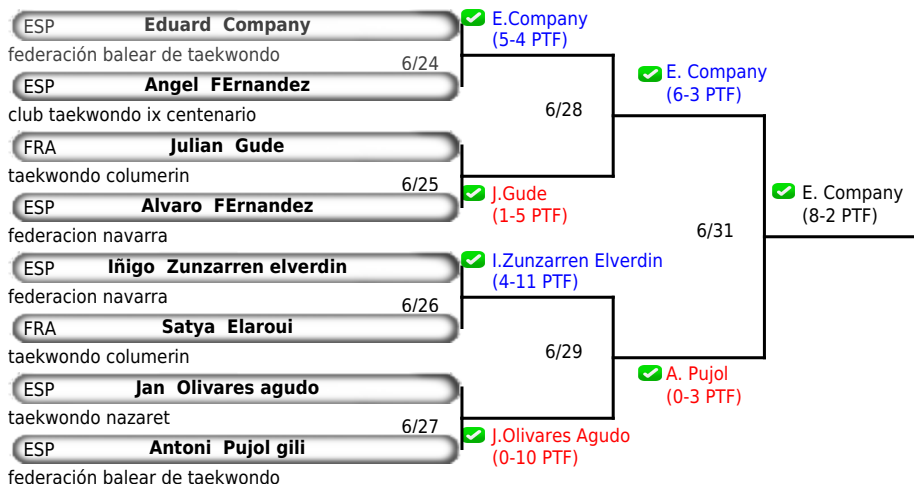 ESP Eduard Company
federación balear de taekwondo
6/24
ESP Angel FErnandez
club taekwondo ix centenario
FRA Julian Gude
taekwondo columerin
6/25
ESP Alvaro FErnandez
federacion navarra
ESP Iñigo Zunzarren elverdin
federacion navarra
6/26
FRA Satya Elaroui
taekwondo columerin
ESP Jan Olivares agudo
taekwondo nazaret
6/27
ESP Antoni Pujol gili
federación balear de taekwondo
E.Company
(5-4 PTF)
6/28
J.Gude
(1-5 PTF)
I.Zunzarren Elverdin
(4-11 PTF)
6/29
J.Olivares Agudo
(0-10 PTF)
E. Company
(6-3 PTF)
6/31
A. Pujol
(0-3 PTF)
E. Company
(8-2 PTF)